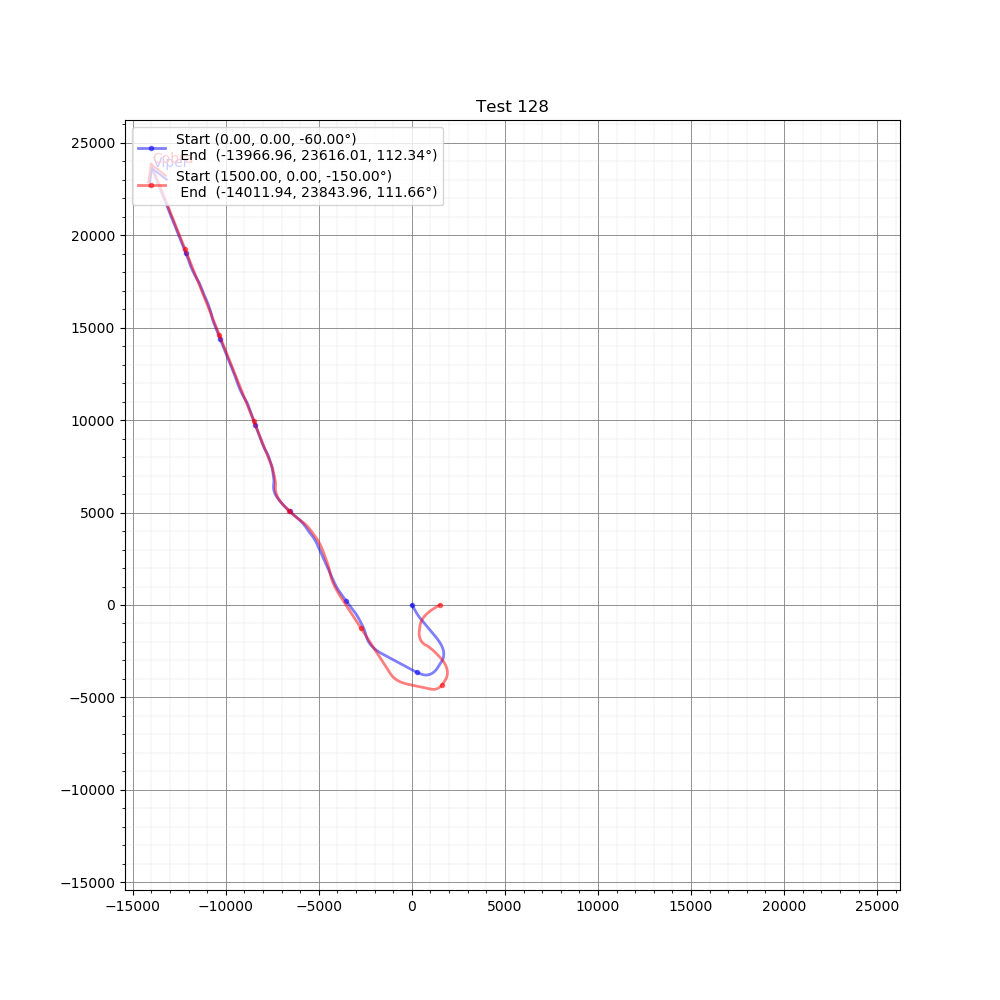 Test 128
Start (0.00, 0.00, -60.00°)
End  (-13966.96, 23616.01, 112.34°)
Start (1500.00, 0.00, -150.00°)
End  (-14011.94, 23843.96, 111.66°)
Cobra
Viper
25000
20000
15000
10000
5000
0
−5000
−10000
−15000
−15000 −10000 −5000 0 5000 10000 15000 20000 25000